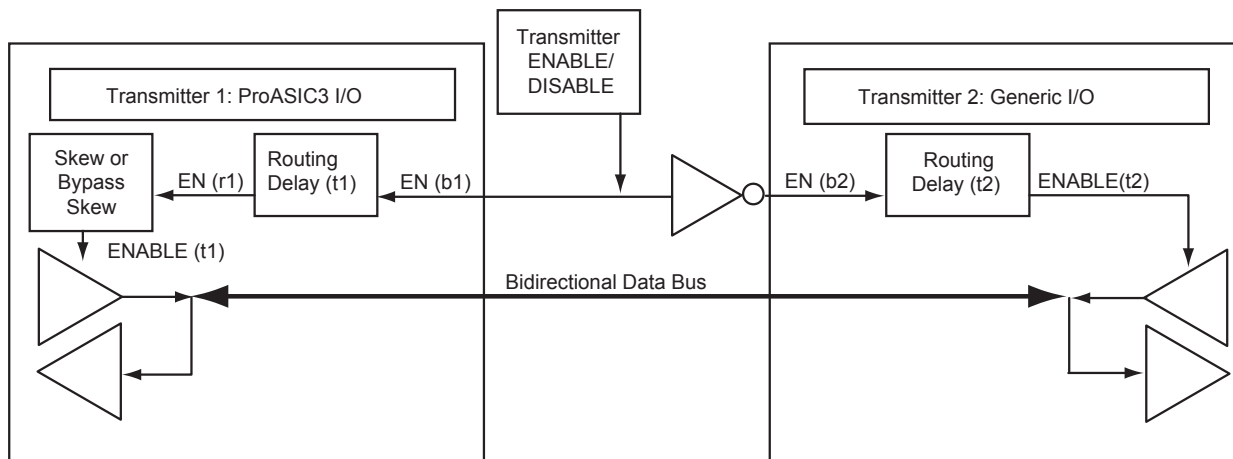 Transmitter
ENABLE/
DISABLE
Transmitter 1: ProASIC3 I/O
Transmitter 2: Generic I/O
Skew or
Bypass
Skew
EN (r1)
Routing
Delay (t1)
EN (b1)
EN (b2)
Routing
Delay (t2)
ENABLE(t2)
ENABLE (t1)
Bidirectional Data Bus